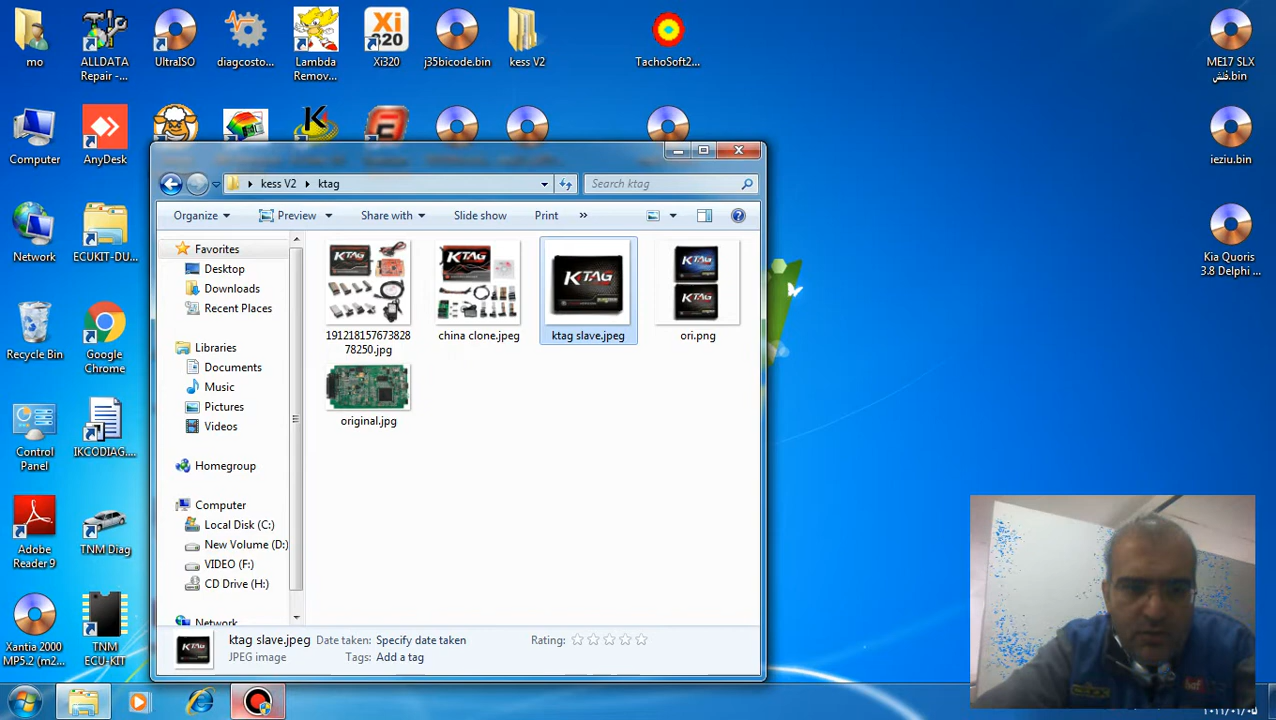 mo
ALLDATA
Repair -...
UltraISO
diagcosto...
Lambda
Remov...
Xi
320
Xi320
j35bicode.bin
kess V2
TachoSoft2...
ME17 SLX
فلش.bin
Computer
AnyDesk
K
ieziu.bin
kess V2
ktag
Search ktag
Organize
Preview
Share with
Slide show
Print
»
Network
ECUKIT-DU...
Kia Quoris
3.8 Delphi ...
Favorites
Desktop
Downloads
Recent Places
KTAG
KTAG
KTAG
KTAG
KTAG
191218157673828
78250.jpg
china clone.jpeg
ktag slave.jpeg
ori.png
Recycle Bin
Google
Chrome
Libraries
Documents
Music
Pictures
Videos
original.jpg
Control
Panel
IKCODIAG....
Homegroup
Computer
Local Disk (C:)
New Volume (D:)
VIDEO (F:)
CD Drive (H:)
Network
Adobe
Reader 9
TNM Diag
Xantia 2000
MP5.2 (m2...
TNM
ECU-KIT
KTAG
ktag slave.jpeg
Date taken: Specify date taken
Rating:
JPEG image
Tags: Add a tag